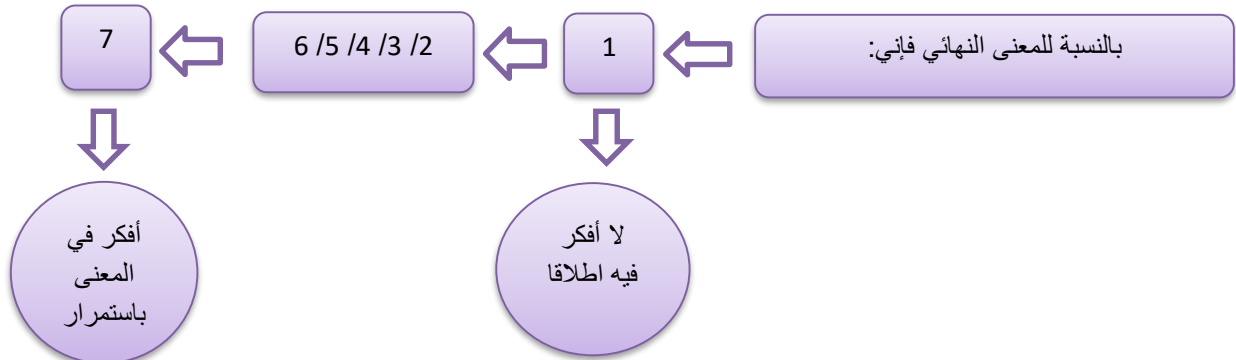 بالنسبة للمعنى النهائي فإني:
1
2/ 3/ 4/ 5/ 6
7
لا أفكر
فيه اطلاقا
أفكر في
المعنى
باستمرار